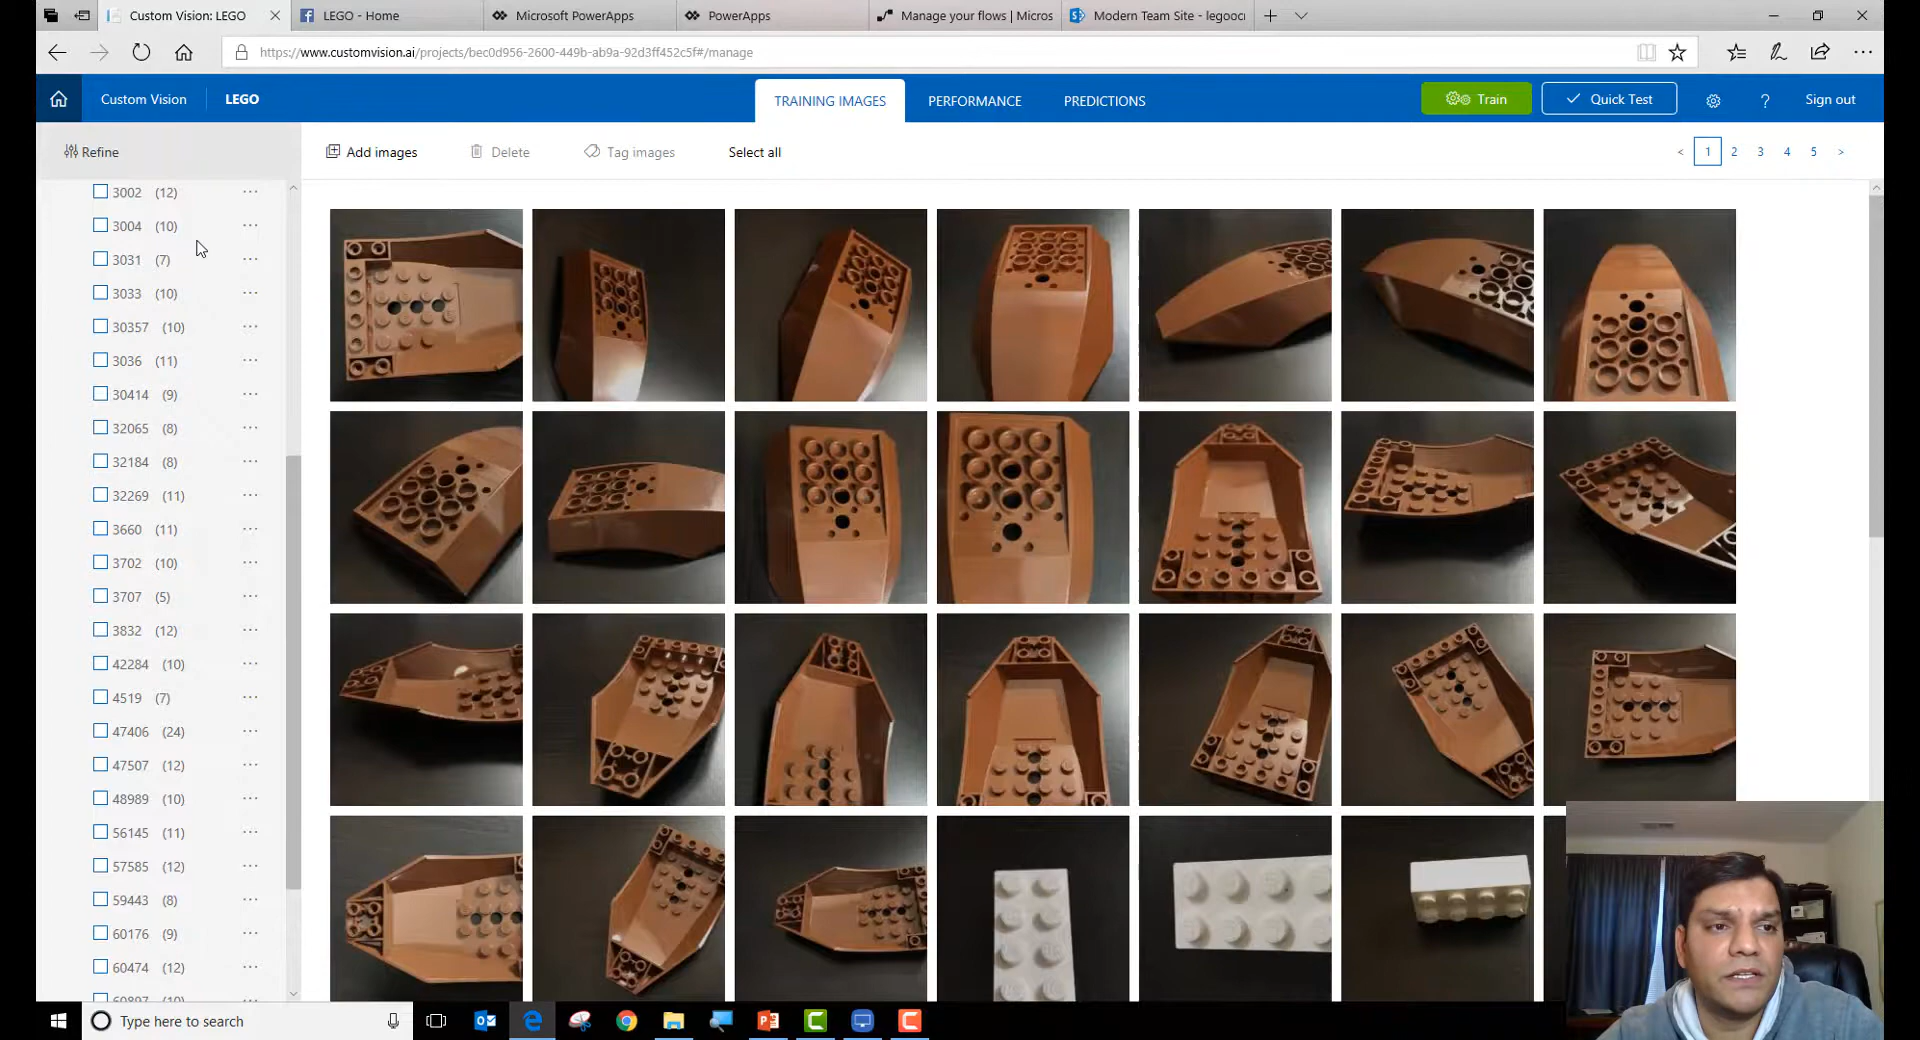 Custom Vision: LEGO
LEGO - Home
Microsoft PowerApps
PowerApps
Manage your flows | Micros
Modern Team Site - legoocr
https://www.customvision.ai/projects/bec0d956-2600-449b-ab9a-92d3ff452c5f#/manage
Custom Vision
LEGO
TRAINING IMAGES
PERFORMANCE
PREDICTIONS
Train
Quick Test
?
Sign out
Refine
Add images
Delete
Tag images
Select all
< 1 2 3 4 5 >
3002 (12) ...
3004 (10) ...
3031 (7) ...
3033 (10) ...
30357 (10) ...
3036 (11) ...
30414 (9) ...
32065 (8) ...
32184 (8) ...
32269 (11) ...
3660 (11) ...
3702 (10) ...
3707 (5) ...
3832 (12) ...
42284 (10) ...
4519 (7) ...
47406 (24) ...
47507 (12) ...
48989 (10) ...
56145 (11) ...
57585 (12) ...
59443 (8) ...
60176 (9) ...
60474 (12) ...
60897 (10) ...
Type here to search